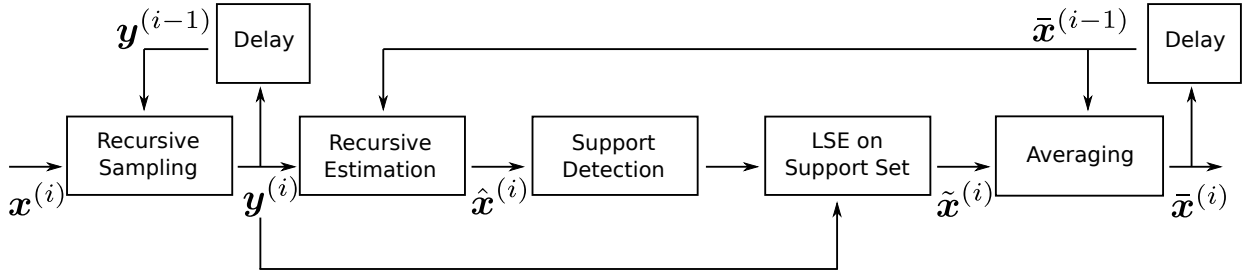 y^{(i−1)}
Delay
x̄^{(i−1)}
Delay
Recursive
Sampling
Recursive
Estimation
Support
Detection
LSE on
Support Set
Averaging
x^{(i)}
y^{(i)}
x̂^{(i)}
x̃^{(i)}
x̄^{(i)}